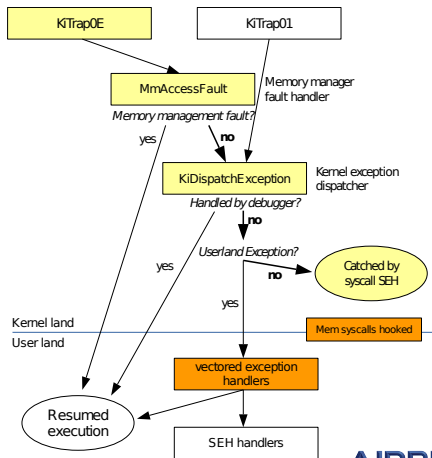 KiTrap0E
KiTrap01
MmAccessFault
Memory manager
fault handler
Memory management fault?
yes
no
KiDispatchException
Kernel exception
dispatcher
Handled by debugger?
no
Userland Exception?
yes
no
Catched by
syscall SEH
yes
Kernel land
User land
Mem syscalls hooked
vectored exception
handlers
Resumed
execution
SEH handlers